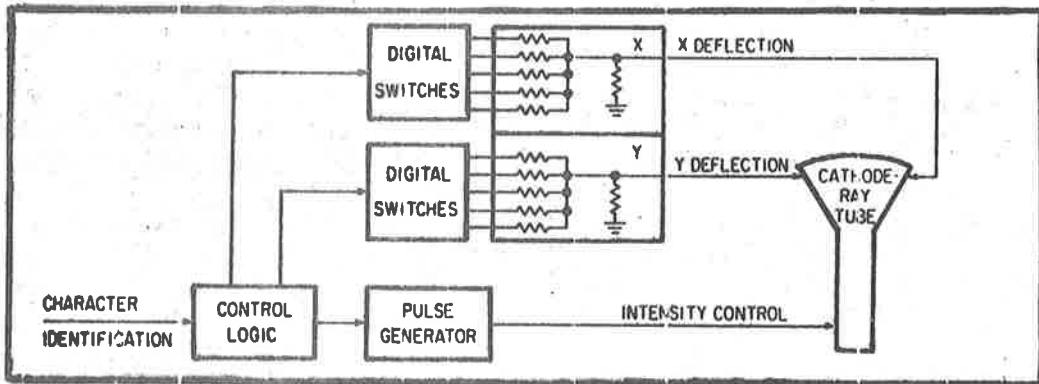 DIGITAL
SWITCHES
X
X DEFLECTION
DIGITAL
SWITCHES
Y
Y DEFLECTION
CATHODE-
RAY
TUBE
CHARACTER
IDENTIFICATION
CONTROL
LOGIC
PULSE
GENERATOR
INTENSITY CONTROL